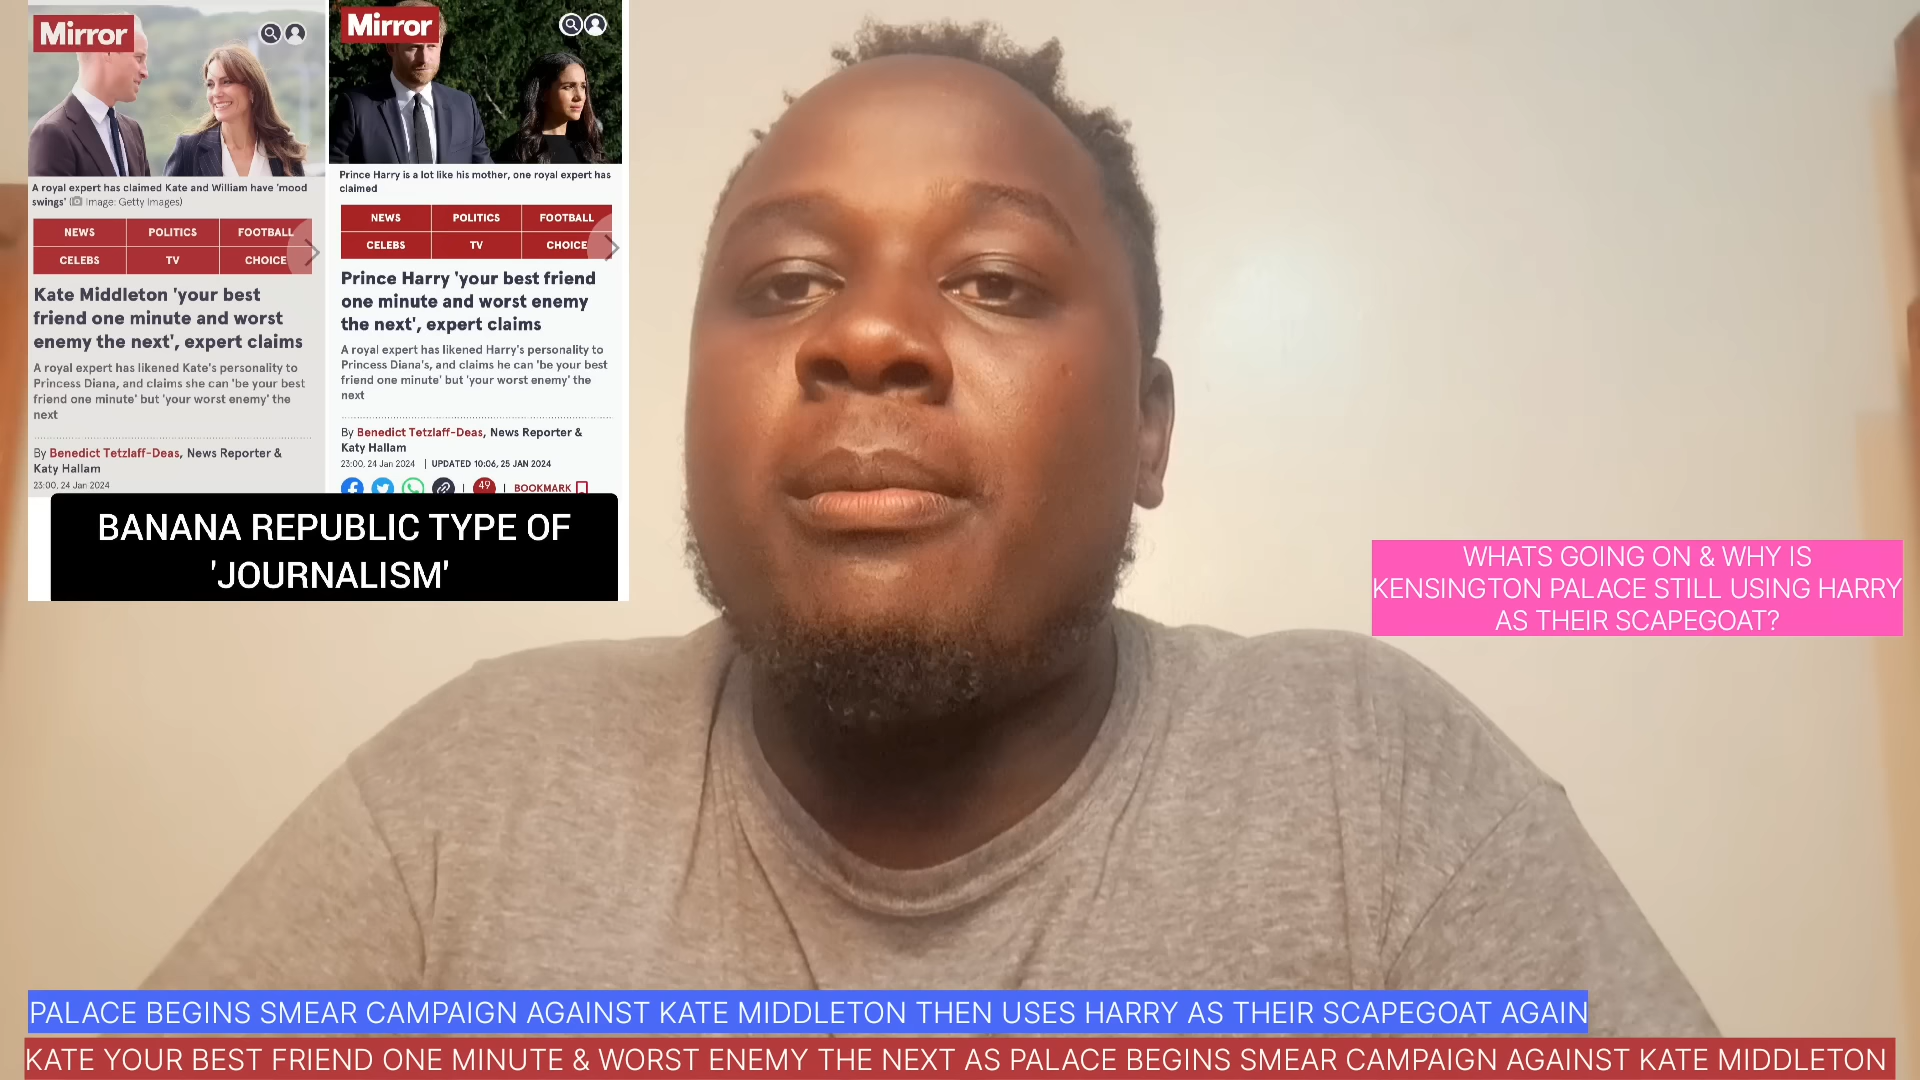 Mirror
A royal expert has claimed Kate and William have 'mood
swings' ( Image: Getty Images)
NEWS POLITICS FOOTBALL
CELEBS TV CHOICE
Kate Middleton 'your best
friend one minute and worst
enemy the next', expert claims
A royal expert has likened Kate's personality to
Princess Diana, and claims she can 'be your best
friend one minute' but 'your worst enemy' the
next
By Benedict Tetzlaff-Deas, News Reporter &
Katy Hallam
23:00, 24 Jan 2024
Mirror
Prince Harry is a lot like his mother, one royal expert has
claimed
NEWS POLITICS FOOTBALL
CELEBS TV CHOICE
Prince Harry 'your best friend
one minute and worst enemy
the next', expert claims
A royal expert has likened Harry's personality to
Princess Diana's, and claims he can 'be your best
friend one minute' but 'your worst enemy' the
next
By Benedict Tetzlaff-Deas, News Reporter &
Katy Hallam
23:00, 24 Jan 2024 | UPDATED 10:06, 25 JAN 2024
| 49 | BOOKMARK
BANANA REPUBLIC TYPE OF
'JOURNALISM'
WHATS GOING ON & WHY IS
KENSINGTON PALACE STILL USING HARRY
AS THEIR SCAPEGOAT?
PALACE BEGINS SMEAR CAMPAIGN AGAINST KATE MIDDLETON THEN USES HARRY AS THEIR SCAPEGOAT AGAIN
KATE YOUR BEST FRIEND ONE MINUTE & WORST ENEMY THE NEXT AS PALACE BEGINS SMEAR CAMPAIGN AGAINST KATE MIDDLETON